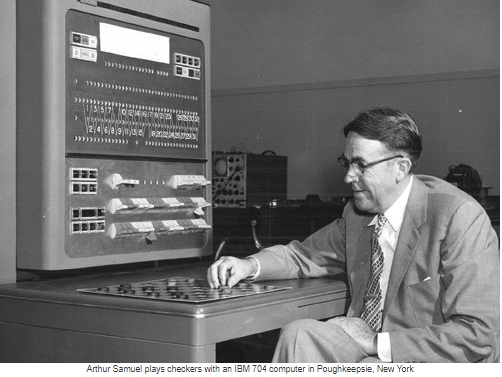 Arthur Samuel plays checkers with an IBM 704 computer in Poughkeepsie, New York